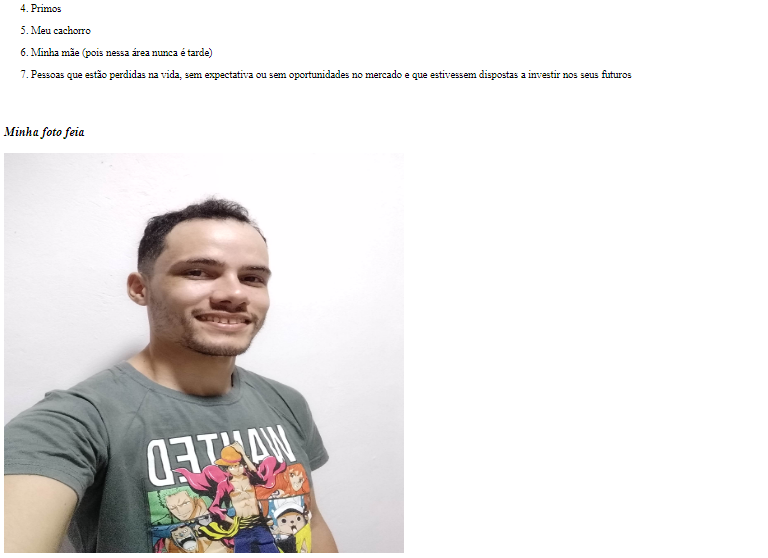 4. Primos
5. Meu cachorro
6. Minha mãe (pois nessa área nunca é tarde)
7. Pessoas que estão perdidas na vida, sem expectativa ou sem oportunidades no mercado e que estivessem dispostas a investir nos seus futuros
Minha foto feia
WANTED